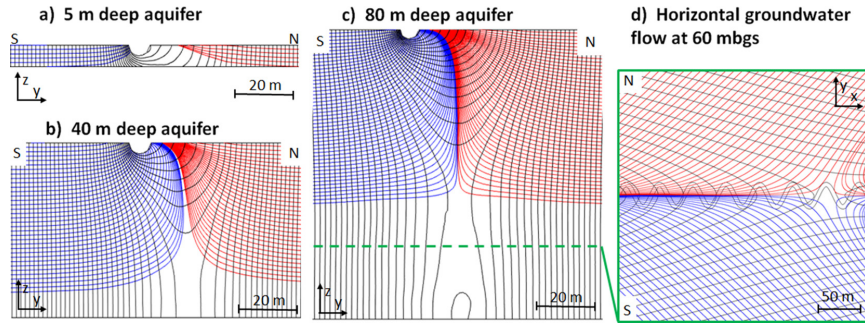 a) 5 m deep aquifer
S
N
z
y
20 m
b) 40 m deep aquifer
S
N
z
y
20 m
c) 80 m deep aquifer
S
N
z
y
20 m
d) Horizontal groundwater
flow at 60 mbgs
N
y
x
S
50 m